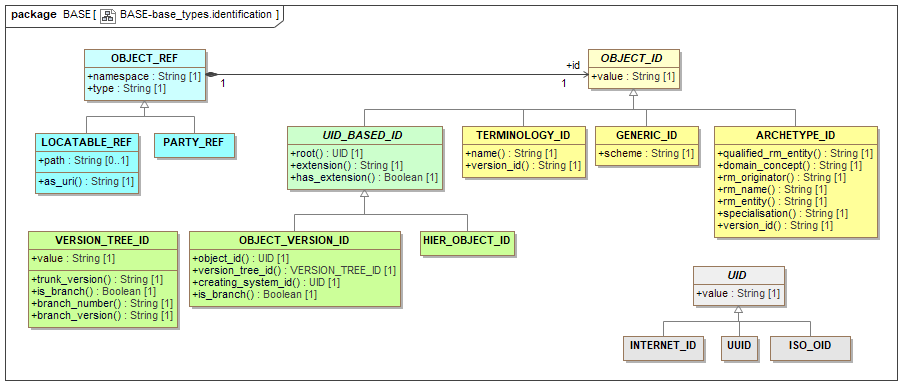 package BASE [ BASE-base_types.identification ]
OBJECT_REF
+namespace : String [1]
+type : String [1]
1
+id
1
OBJECT_ID
+value : String [1]
LOCATABLE_REF
+path : String [0..1]
+as_uri() : String [1]
PARTY_REF
UID_BASED_ID
+root() : UID [1]
+extension() : String [1]
+has_extension() : Boolean [1]
TERMINOLOGY_ID
+name() : String [1]
+version_id() : String [1]
GENERIC_ID
+scheme : String [1]
ARCHETYPE_ID
+qualified_rm_entity() : String [1]
+domain_concept() : String [1]
+rm_originator() : String [1]
+rm_name() : String [1]
+rm_entity() : String [1]
+specialisation() : String [1]
+version_id() : String [1]
VERSION_TREE_ID
+value : String [1]
+trunk_version() : String [1]
+is_branch() : Boolean [1]
+branch_number() : String [1]
+branch_version() : String [1]
OBJECT_VERSION_ID
+object_id() : UID [1]
+version_tree_id() : VERSION_TREE_ID [1]
+creating_system_id() : UID [1]
+is_branch() : Boolean [1]
HIER_OBJECT_ID
UID
+value : String [1]
INTERNET_ID
UUID
ISO_OID